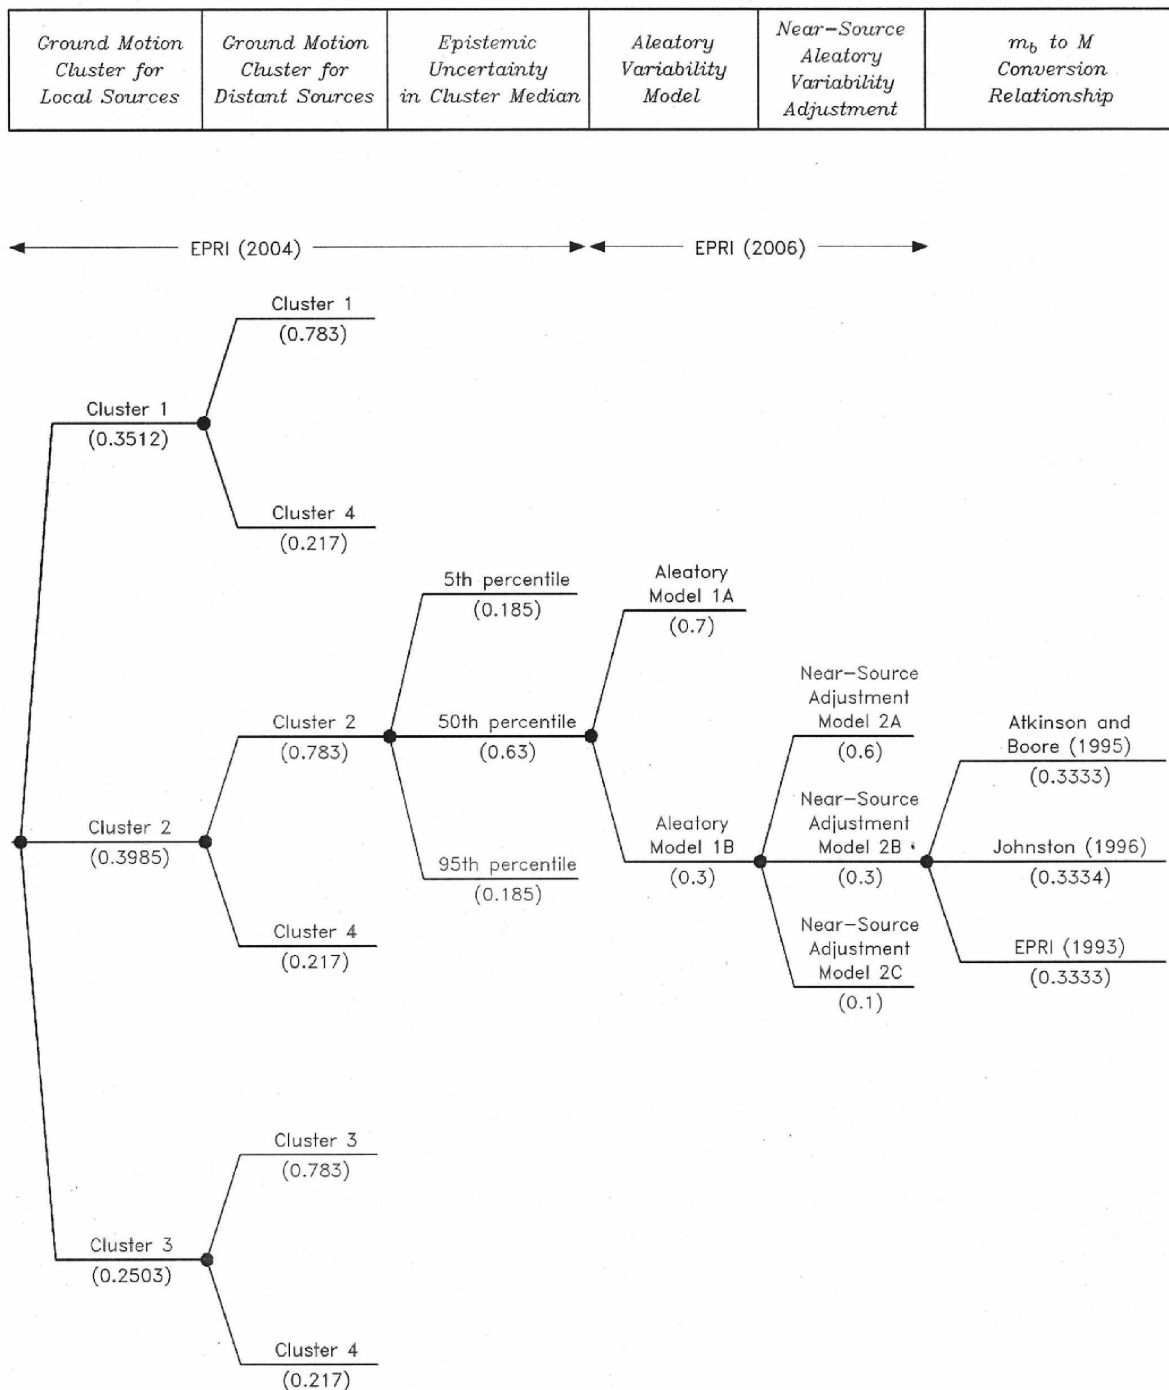 Ground Motion
Cluster for
Local Sources
Ground Motion
Cluster for
Distant Sources
Epistemic
Uncertainty
in Cluster Median
Aleatory
Variability
Model
Near-Source
Aleatory
Variability
Adjustment
m_b to M
Conversion
Relationship
EPRI (2004)
EPRI (2006)
Cluster 1
(0.3512)
Cluster 2
(0.3985)
Cluster 3
(0.2503)
Cluster 1
(0.783)
Cluster 4
(0.217)
Cluster 2
(0.783)
Cluster 4
(0.217)
Cluster 3
(0.783)
Cluster 4
(0.217)
5th percentile
(0.185)
50th percentile
(0.63)
95th percentile
(0.185)
Aleatory
Model 1A
(0.7)
Aleatory
Model 1B
(0.3)
Near-Source
Adjustment
Model 2A
(0.6)
Near-Source
Adjustment
Model 2B
(0.3)
Near-Source
Adjustment
Model 2C
(0.1)
Atkinson and
Boore (1995)
(0.3333)
Johnston (1996)
(0.3334)
EPRI (1993)
(0.3333)